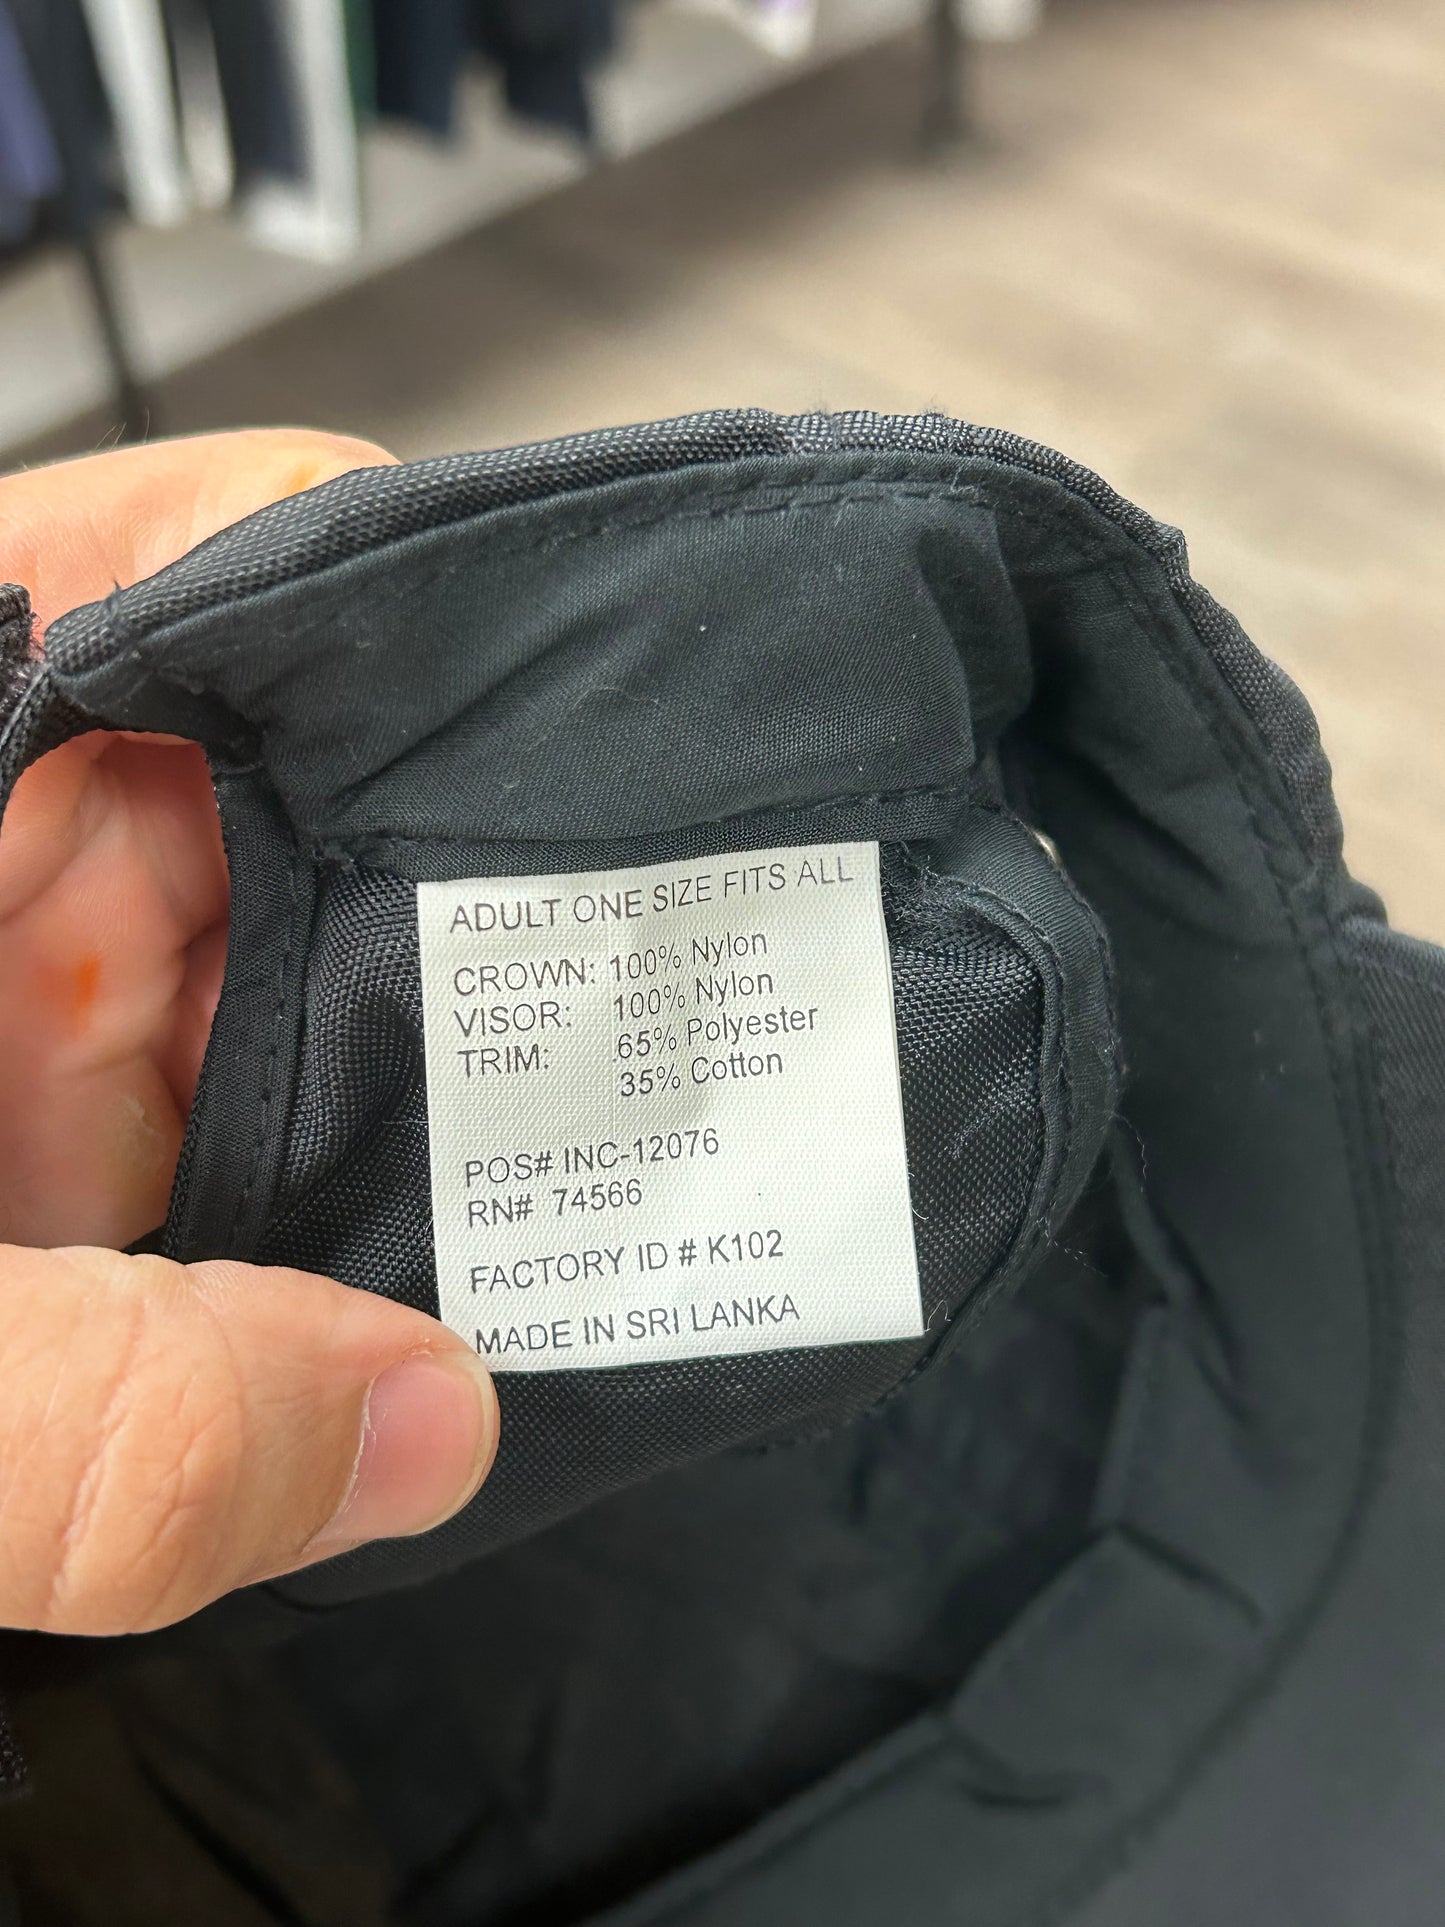 ADULT ONE SIZE FITS ALL
CROWN: 100% Nylon
VISOR: 100% Nylon
TRIM: 65% Polyester
35% Cotton
POS# INC-12076
RN# 74566
FACTORY ID # K102
MADE IN SRI LANKA